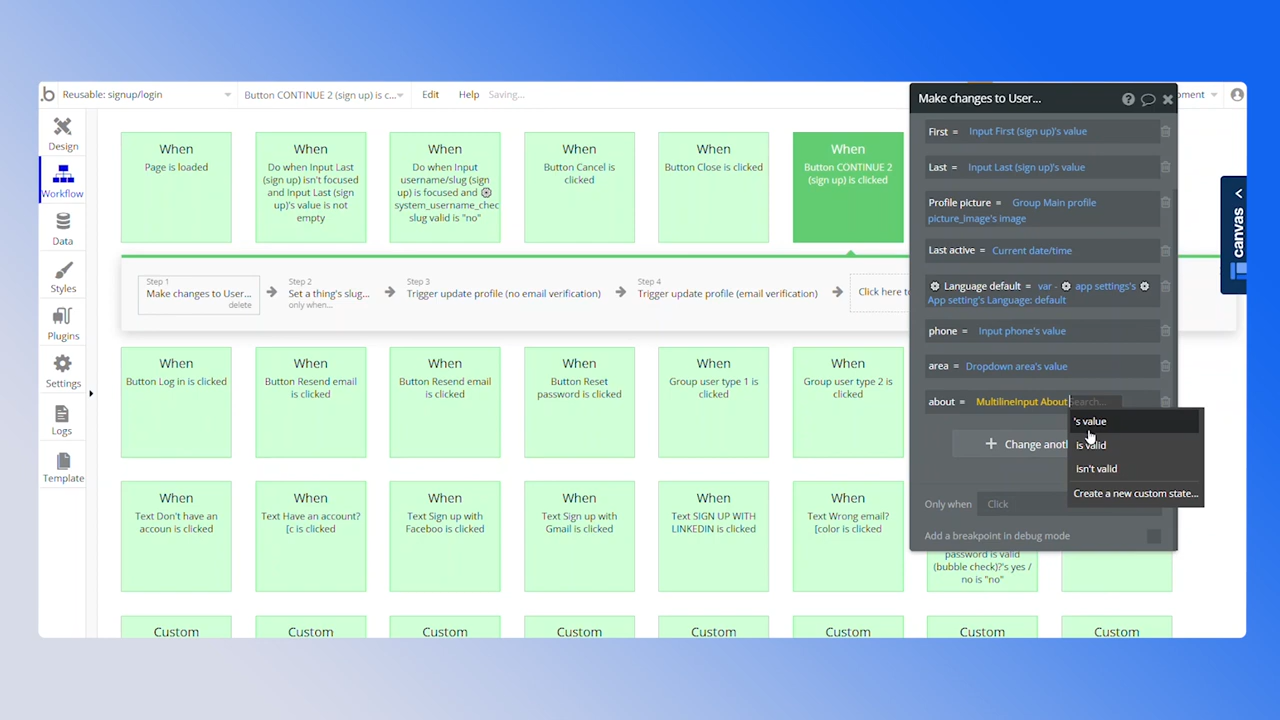 Reusable: signup/login
Button CONTINUE 2 (sign up) is c...
Edit
Help
Saving...
Design
Workflow
Data
Styles
Plugins
Settings
Logs
Template
When
Page is loaded
When
Do when Input Last
(sign up) isn't focused
and Input Last (sign
up)'s value is not
empty
When
Do when Input
username/slug (sign
up) is focused and
system_username_chec
slug valid is "no"
When
Button Cancel is
clicked
When
Button Close is clicked
When
Button CONTINUE 2
(sign up) is clicked
Step 1
Make changes to User...
delete
Step 2
Set a thing's slug...
only when...
Step 3
Trigger update profile (no email verification)
Step 4
Trigger update profile (email verification)
Click here to
When
Button Log in is clicked
When
Button Resend email
is clicked
When
Button Resend email
is clicked
When
Button Reset
password is clicked
When
Group user type 1 is
clicked
When
Group user type 2 is
clicked
When
Text Don't have an
accoun is clicked
When
Text Have an account?
[c is clicked
When
Text Sign up with
Faceboo is clicked
When
Text Sign up with
Gmail is clicked
When
Text SIGN UP WITH
LINKEDIN is clicked
When
Text Wrong email?
[color is clicked
password is valid
(bubble check)?'s yes /
no is "no"
Custom
Custom
Custom
Custom
Custom
Custom
Custom
Custom
Make changes to User...
First = Input First (sign up)'s value
Last = Input Last (sign up)'s value
Profile picture = Group Main profile
picture_image's image
Last active = Current date/time
Language default = var - app settings's
App setting's Language: default
phone = Input phone's value
area = Dropdown area's value
about = MultilineInput About Search...
's value
is valid
isn't valid
Create a new custom state...
+ Change anoth
Only when Click
Add a breakpoint in debug mode
pment
canvas